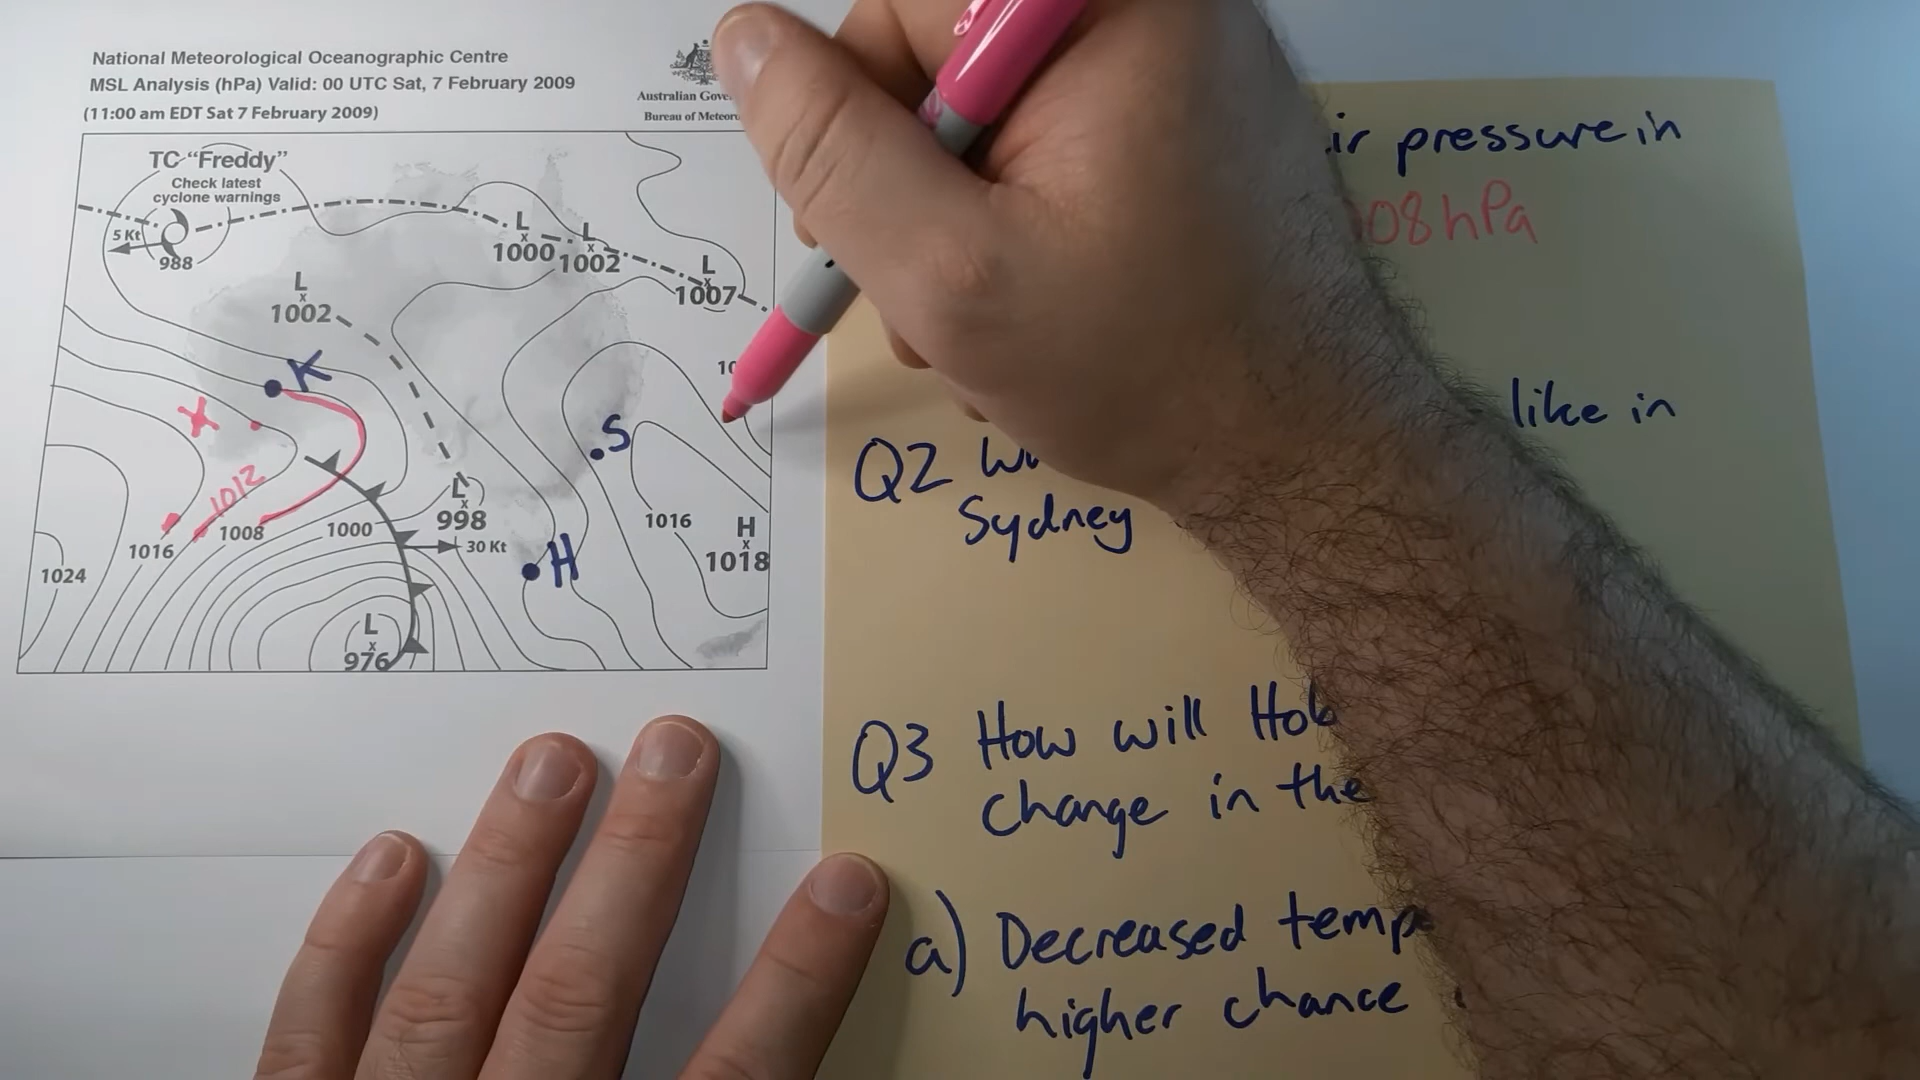 National Meteorological Oceanographic Centre
MSL Analysis (hPa) Valid: 00 UTC Sat, 7 February 2009
(11:00 am EDT Sat 7 February 2009)
Australian Gove
Bureau of Meteoro
TC “Freddy”
Check latest
cyclone warnings
5 Kt
988
L
x
1000
L
x
1002
L
x
1007
L
x
1002
K
X
10
S
1012
1016
1008
1000
L
x
998
30 Kt
H
1016
H
x
1018
1024
L
x
976
ir pressure in
08 hPa
Q2 W like in
Sydney
Q3 How will Hob
change in the
a) Decreased temp
higher chance